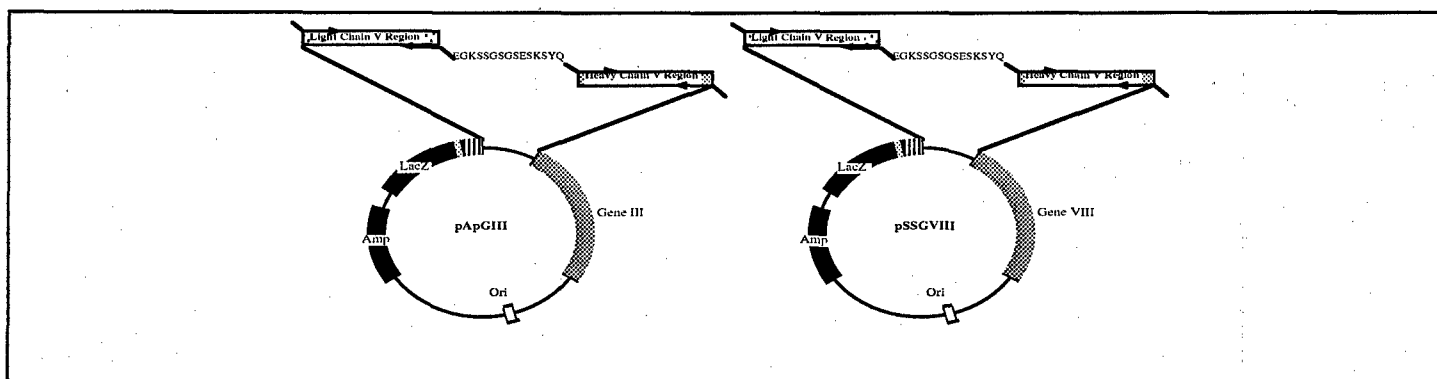 Light Chain V Region
EGKSSGSGSESKSYQ
Heavy Chain V Region
LacZ
Amp
pApGIII
Gene III
Ori
Light Chain V Region
EGKSSGSGSESKSYQ
Heavy Chain V Region
LacZ
Amp
pSSGVIII
Gene VIII
Ori